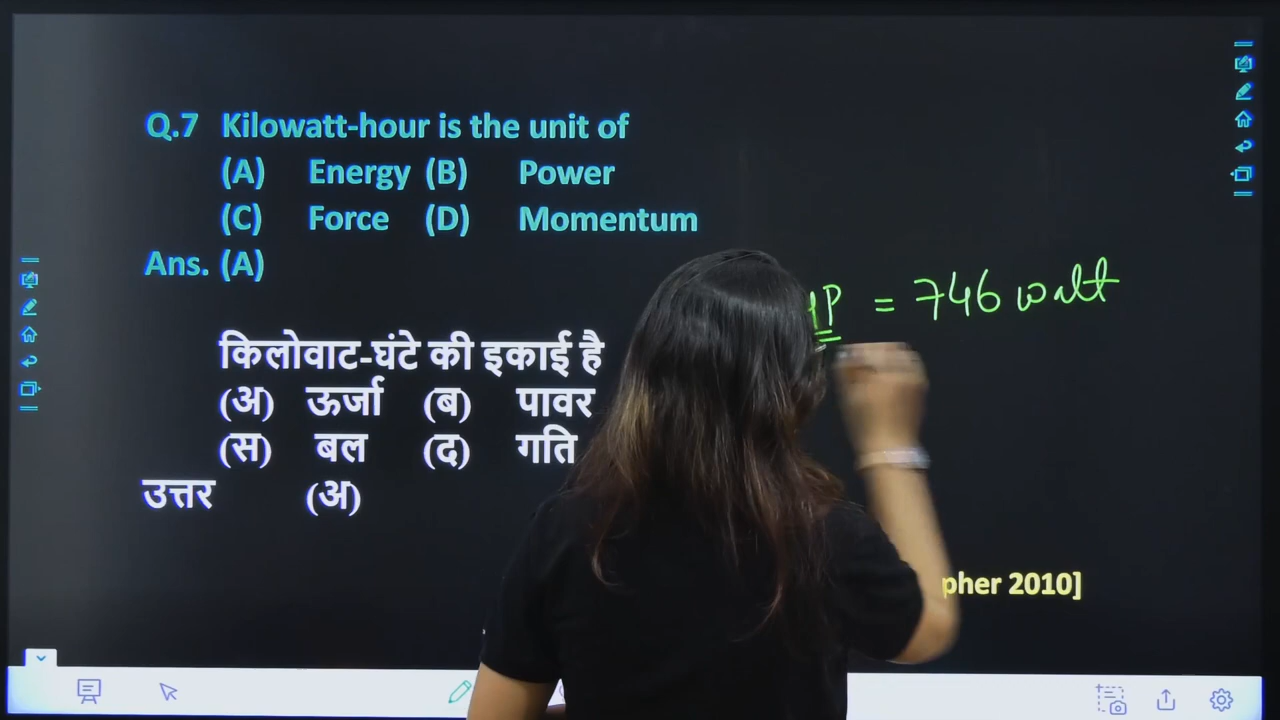 Q.7 Kilowatt-hour is the unit of
(A) Energy (B) Power
(C) Force (D) Momentum
Ans. (A)
P = 746 watt
किलोवाट-घंटे की इकाई है
(अ) ऊर्जा (ब) पावर
(स) बल (द) गति
उत्तर (अ)
pher 2010]